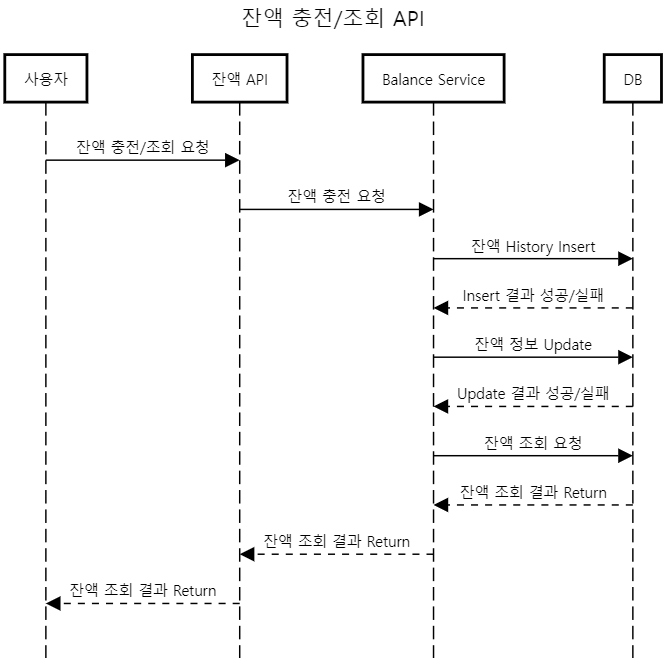 잔액 충전/조회 API
사용자
잔액 API
Balance Service
DB
잔액 충전/조회 요청
잔액 충전 요청
잔액 History Insert
Insert 결과 성공/실패
잔액 정보 Update
Update 결과 성공/실패
잔액 조회 요청
잔액 조회 결과 Return
잔액 조회 결과 Return
잔액 조회 결과 Return